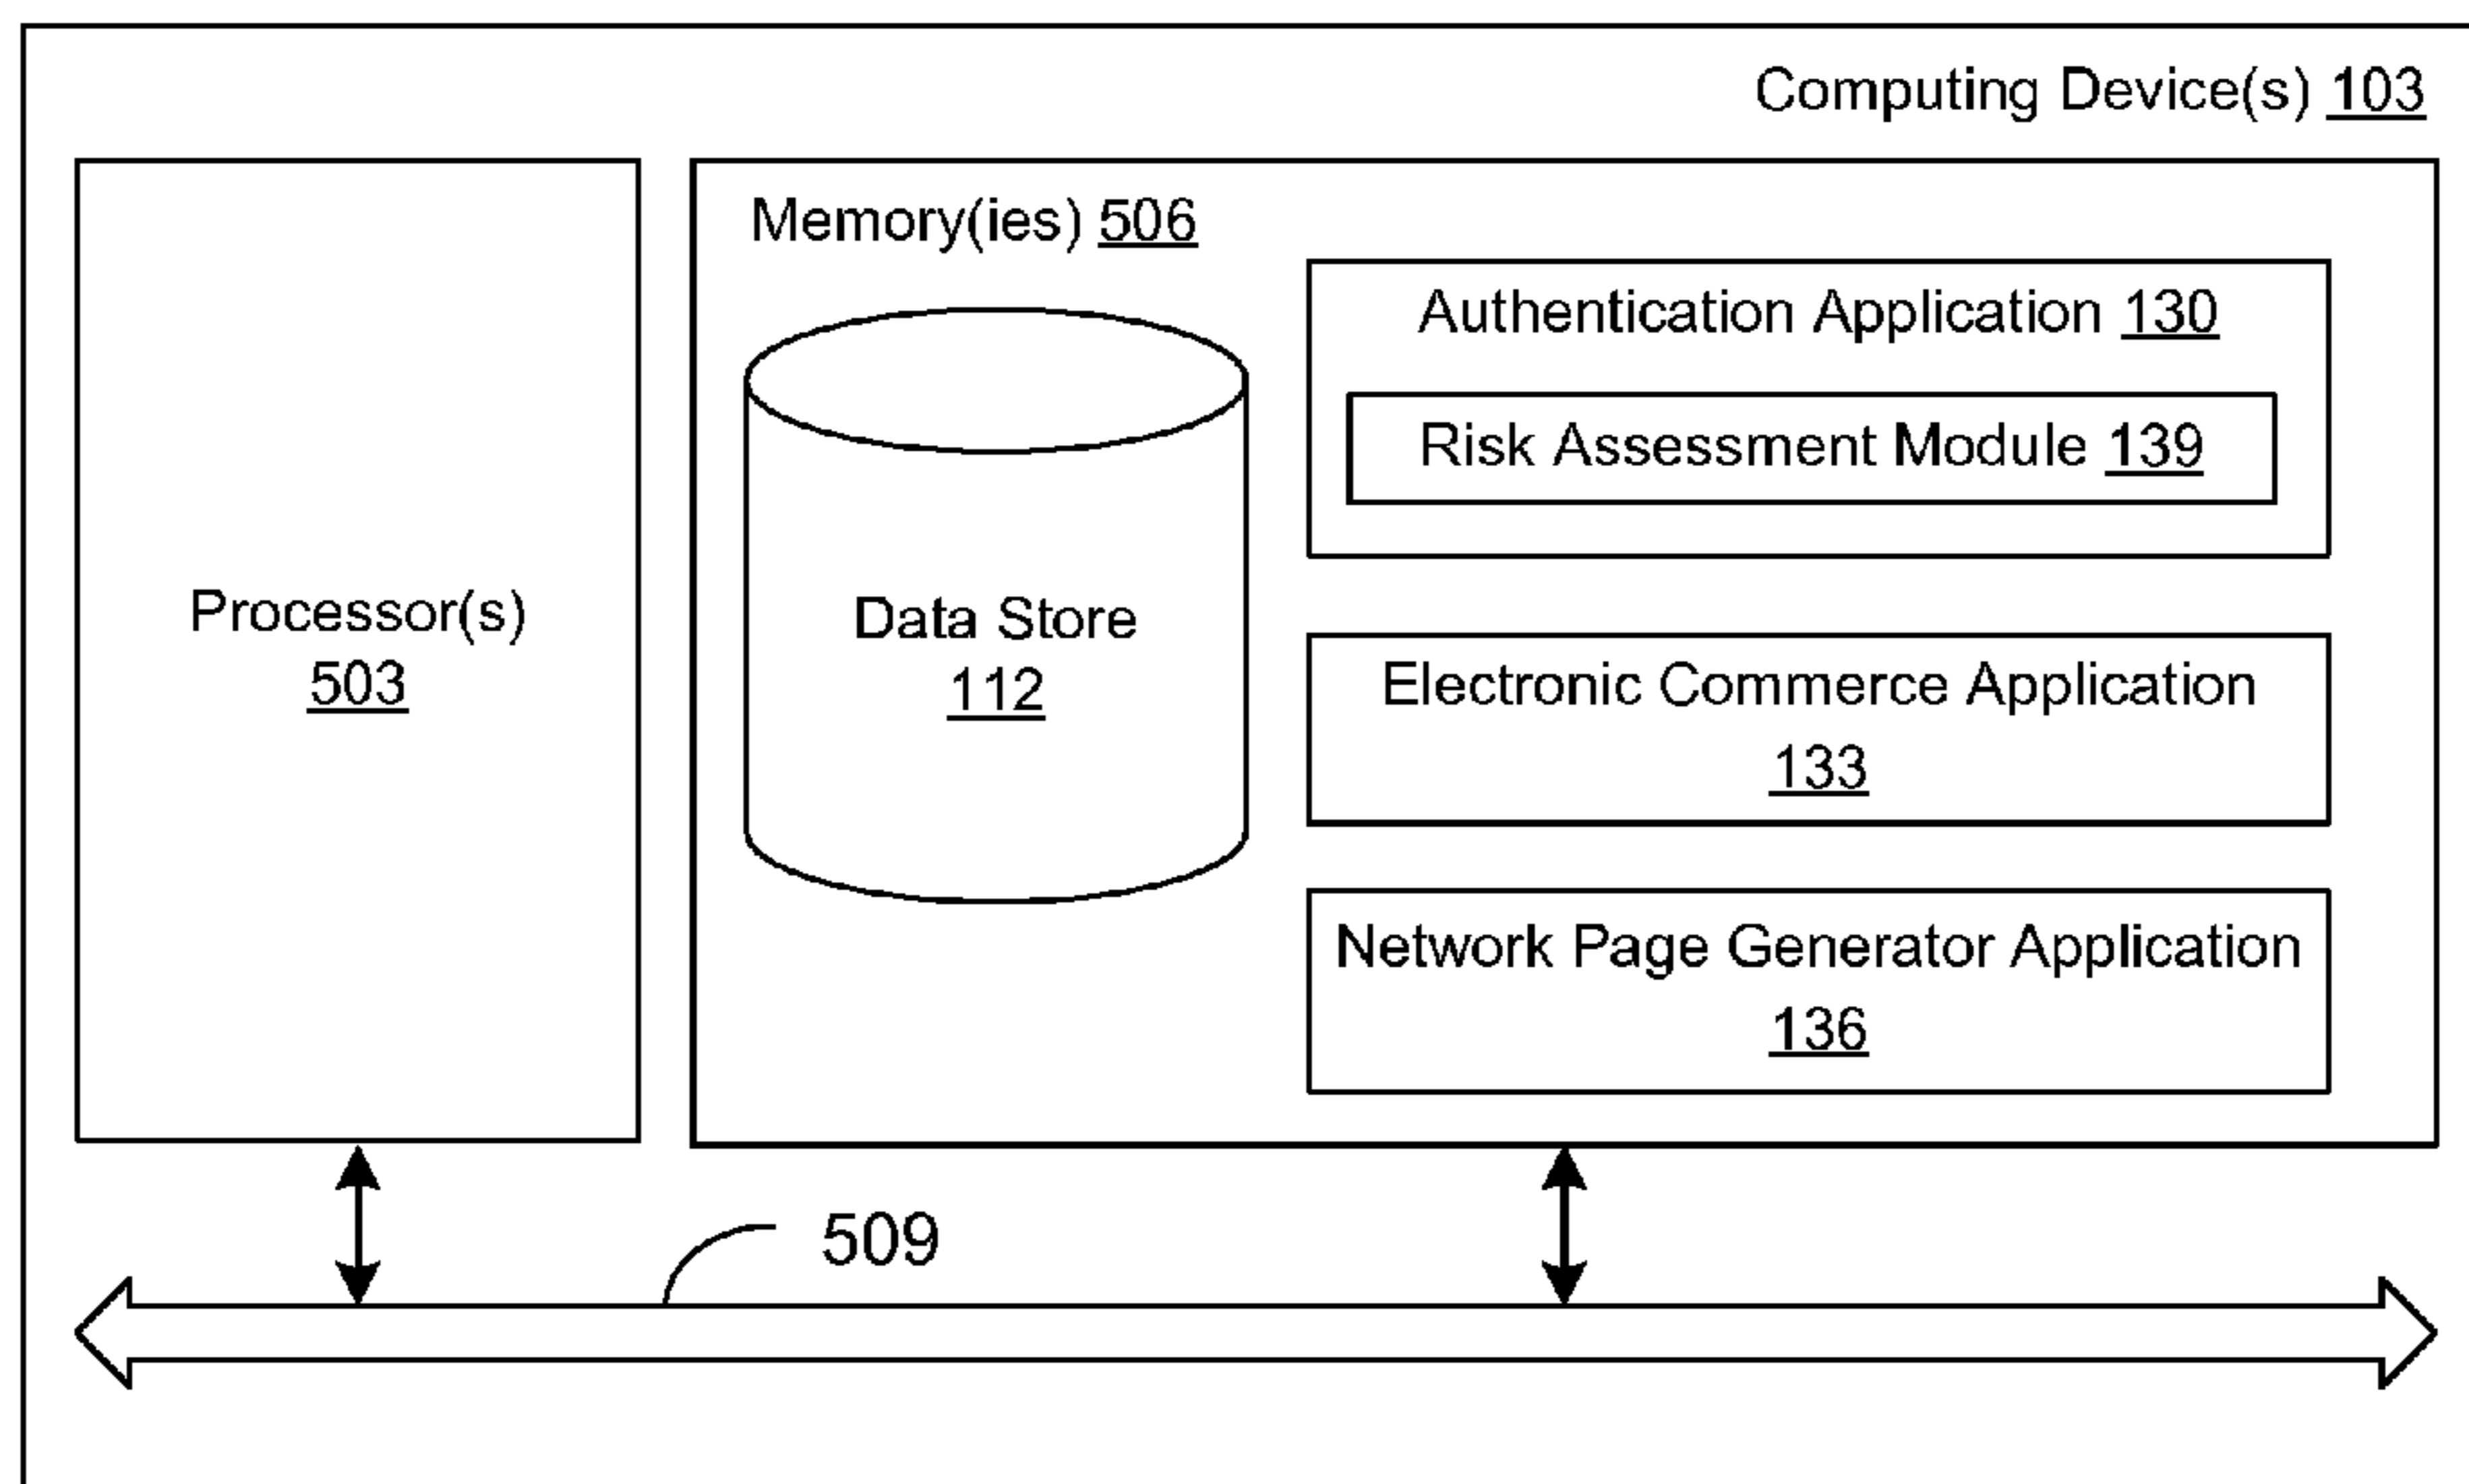 Computing Device(s) 103
Processor(s)
503
Memory(ies) 506
Data Store
112
Authentication Application 130
Risk Assessment Module 139
Electronic Commerce Application
133
Network Page Generator Application
136
509